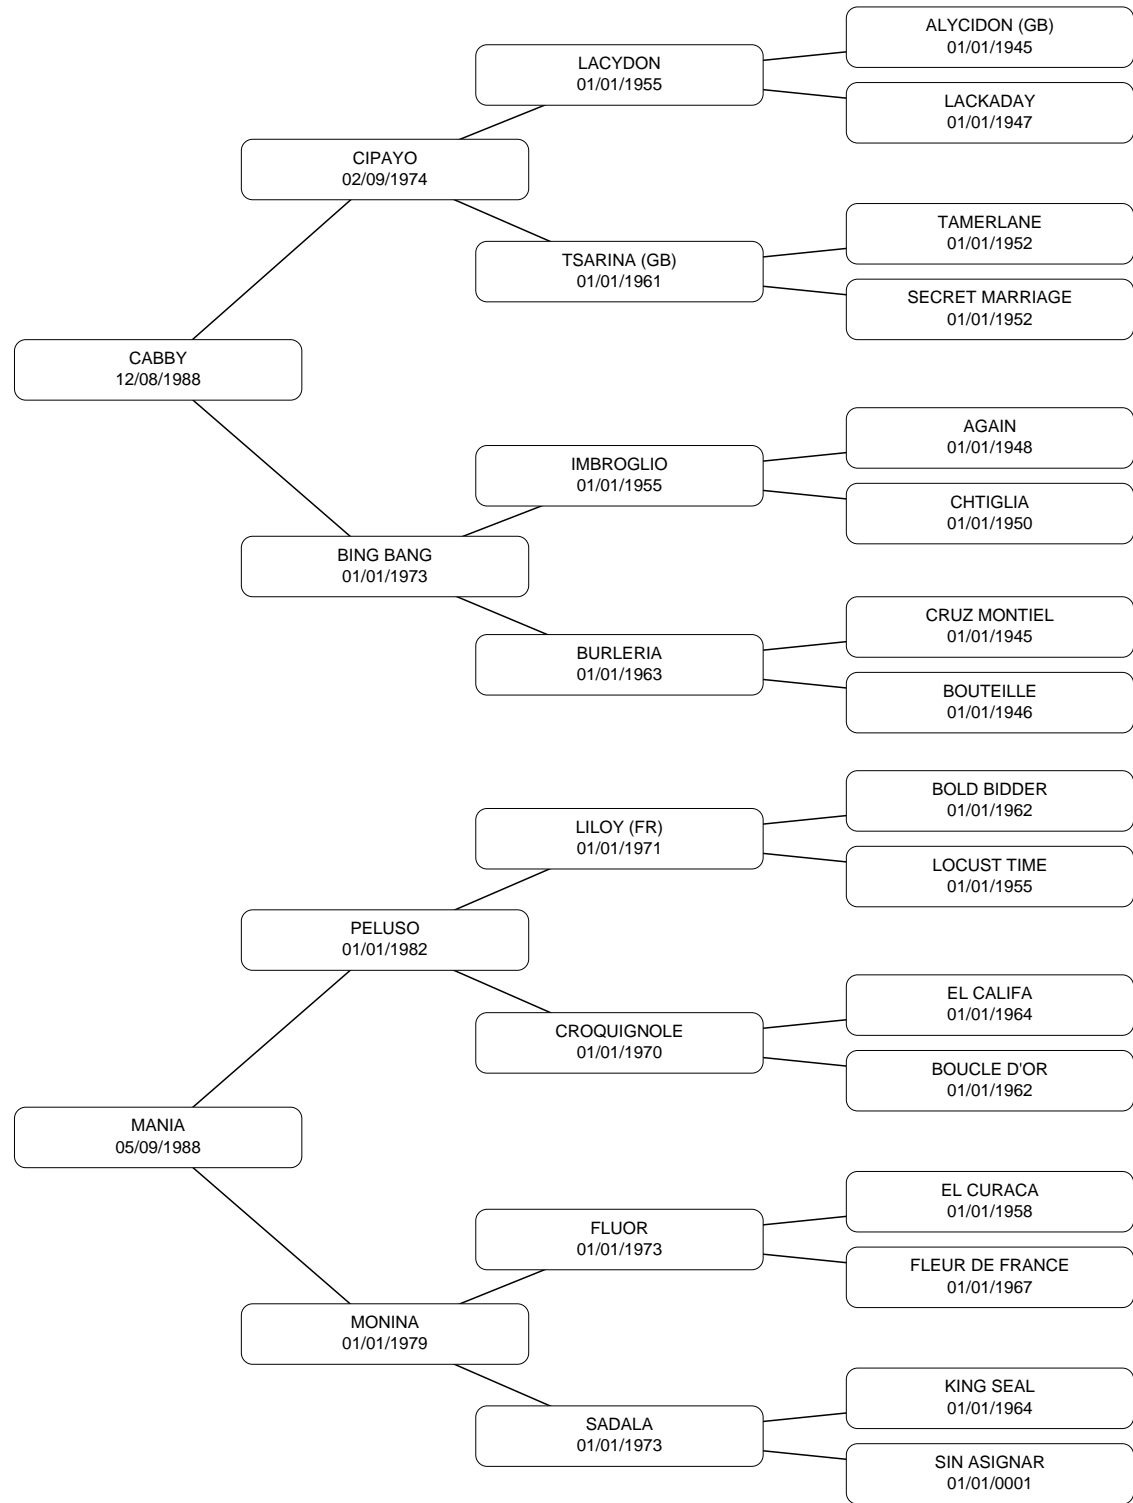 ALYCIDON (GB)
01/01/1945
LACYDON
01/01/1955
LACKADAY
01/01/1947
CIPAYO
02/09/1974
TAMERLANE
01/01/1952
TSARINA (GB)
01/01/1961
SECRET MARRIAGE
01/01/1952
CABBY
12/08/1988
AGAIN
01/01/1948
IMBROGLIO
01/01/1955
CHTIGLIA
01/01/1950
BING BANG
01/01/1973
CRUZ MONTIEL
01/01/1945
BURLERIA
01/01/1963
BOUTEILLE
01/01/1946
BOLD BIDDER
01/01/1962
LILOY (FR)
01/01/1971
LOCUST TIME
01/01/1955
PELUSO
01/01/1982
EL CALIFA
01/01/1964
CROQUIGNOLE
01/01/1970
BOUCLE D'OR
01/01/1962
MANIA
05/09/1988
EL CURACA
01/01/1958
FLUOR
01/01/1973
FLEUR DE FRANCE
01/01/1967
MONINA
01/01/1979
KING SEAL
01/01/1964
SADALA
01/01/1973
SIN ASIGNAR
01/01/0001